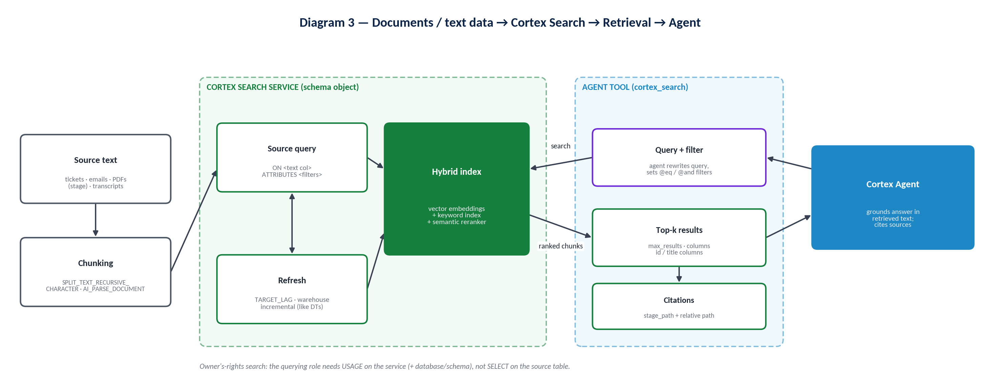 Diagram 3 — Documents / text data → Cortex Search → Retrieval → Agent
CORTEX SEARCH SERVICE (schema object)
AGENT TOOL (cortex_search)
Source text
tickets · emails · PDFs
(stage) · transcripts
Chunking
SPLIT_TEXT_RECURSIVE_
CHARACTER · AI_PARSE_DOCUMENT
Source query
ON <text col>
ATTRIBUTES <filters>
Refresh
TARGET_LAG · warehouse
incremental (like DTs)
Hybrid index
vector embeddings
+ keyword index
+ semantic reranker
search
ranked chunks
Query + filter
agent rewrites query,
sets @eq / @and filters
Top-k results
max_results · columns
id / title columns
Citations
stage_path + relative path
Cortex Agent
grounds answer in
retrieved text;
cites sources
Owner's-rights search: the querying role needs USAGE on the service (+ database/schema), not SELECT on the source table.